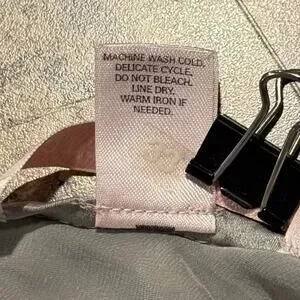 MACHINE WASH COLD.
DELICATE CYCLE.
DO NOT BLEACH.
LINE DRY.
WARM IRON IF
NEEDED.